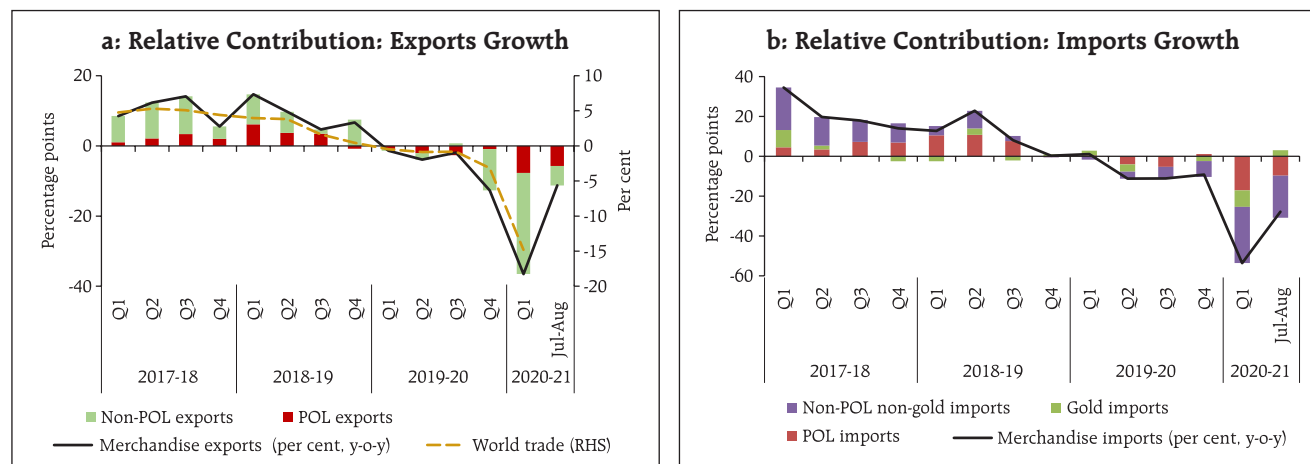 a: Relative Contribution: Exports Growth
20
10
0
-20
-40
10
5
0
-5
-10
-15
-20
Percentage points
Per cent
Q1 Q2 Q3 Q4 Q1 Q2 Q3 Q4 Q1 Q2 Q3 Q4 Q1 Jul-Aug
2017-18 2018-19 2019-20 2020-21
Non-POL exports POL exports
Merchandise exports (per cent, y-o-y) World trade (RHS)
b: Relative Contribution: Imports Growth
40
20
0
-20
-40
-60
Percentage points
Q1 Q2 Q3 Q4 Q1 Q2 Q3 Q4 Q1 Q2 Q3 Q4 Q1 Jul-Aug
2017-18 2018-19 2019-20 2020-21
Non-POL non-gold imports Gold imports
POL imports Merchandise imports (per cent, y-o-y)